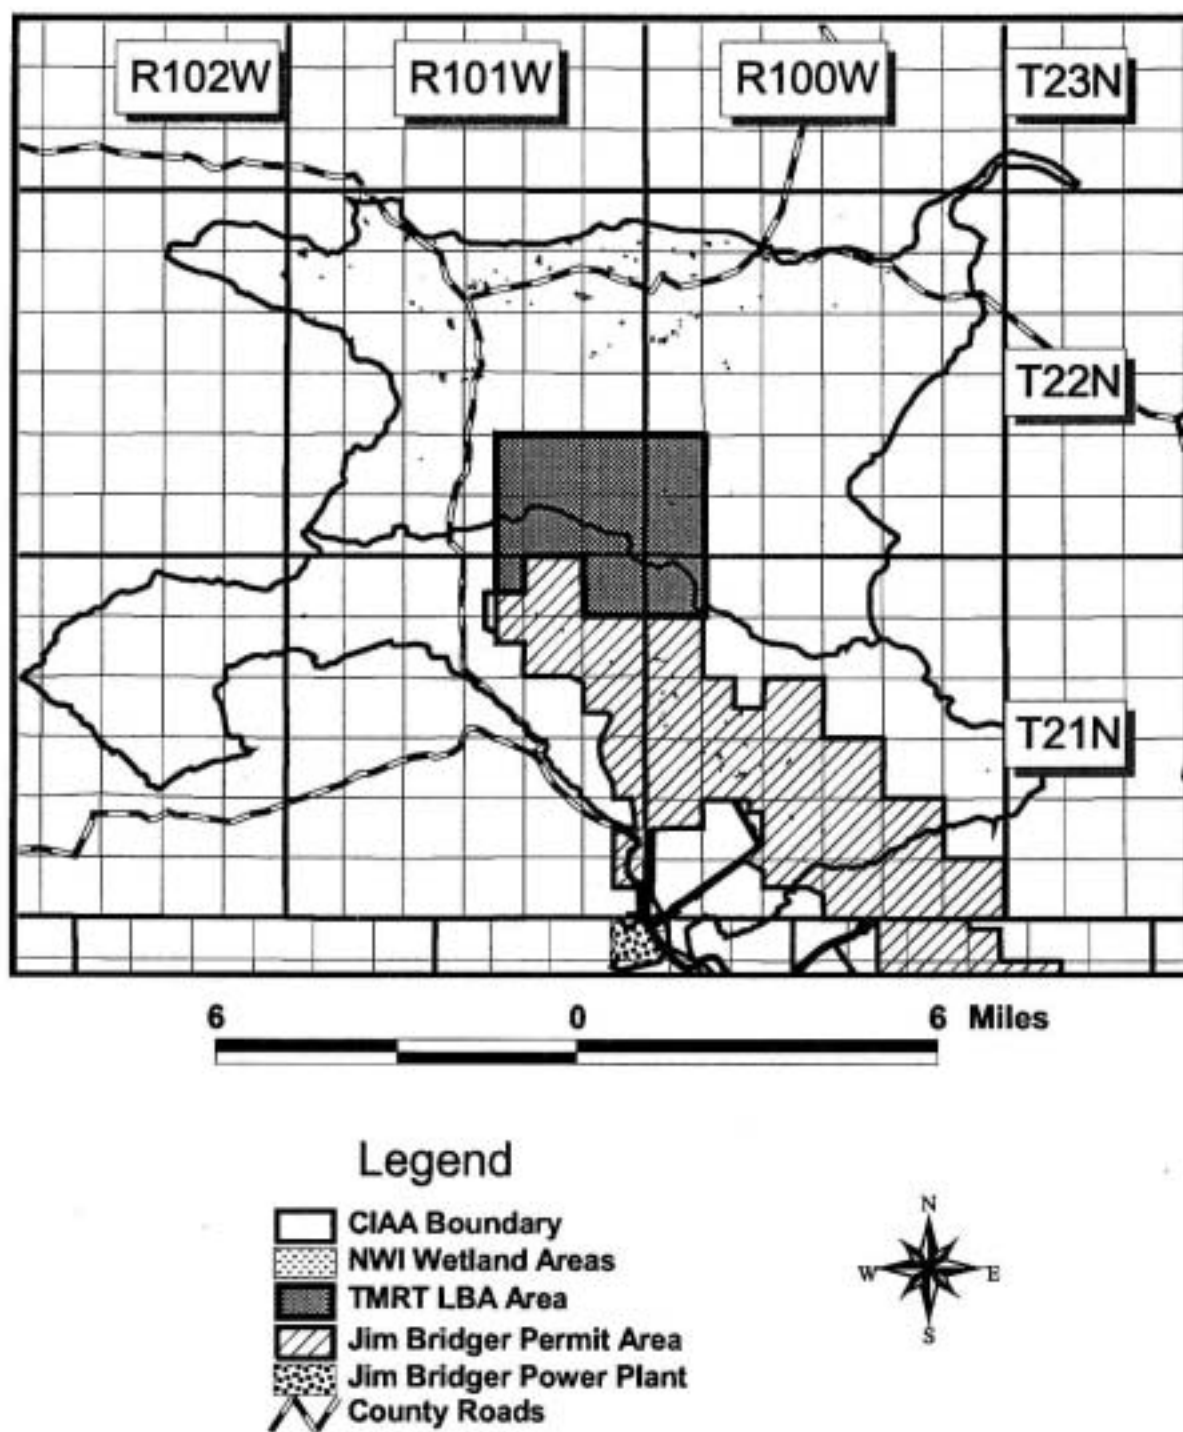 R102W R101W R100W T23N
T22N
T21N
6 0 6 Miles
Legend
CIAA Boundary
NWI Wetland Areas
TMRT LBA Area
Jim Bridger Permit Area
Jim Bridger Power Plant
County Roads
N
W E
S